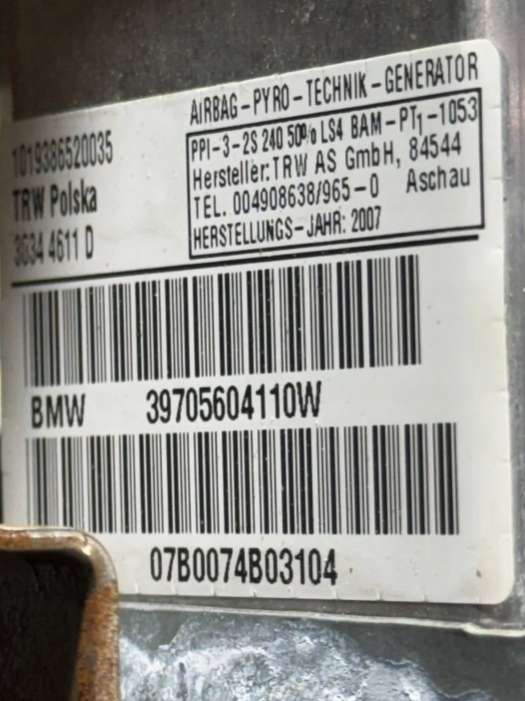 AIRBAG-PYRO-TECHNIK-GENERATOR
PPI-3-2S 240 50% LS4 BAM-PT1-1053
Hersteller: TRW AS GmbH, 84544
TEL. 004908638/965-0 Aschau
HERSTELLUNGS-JAHR: 2007
1019386520035
TRW Polska
3G34 4611 D
BMW 39705604110W
07B0074B03104